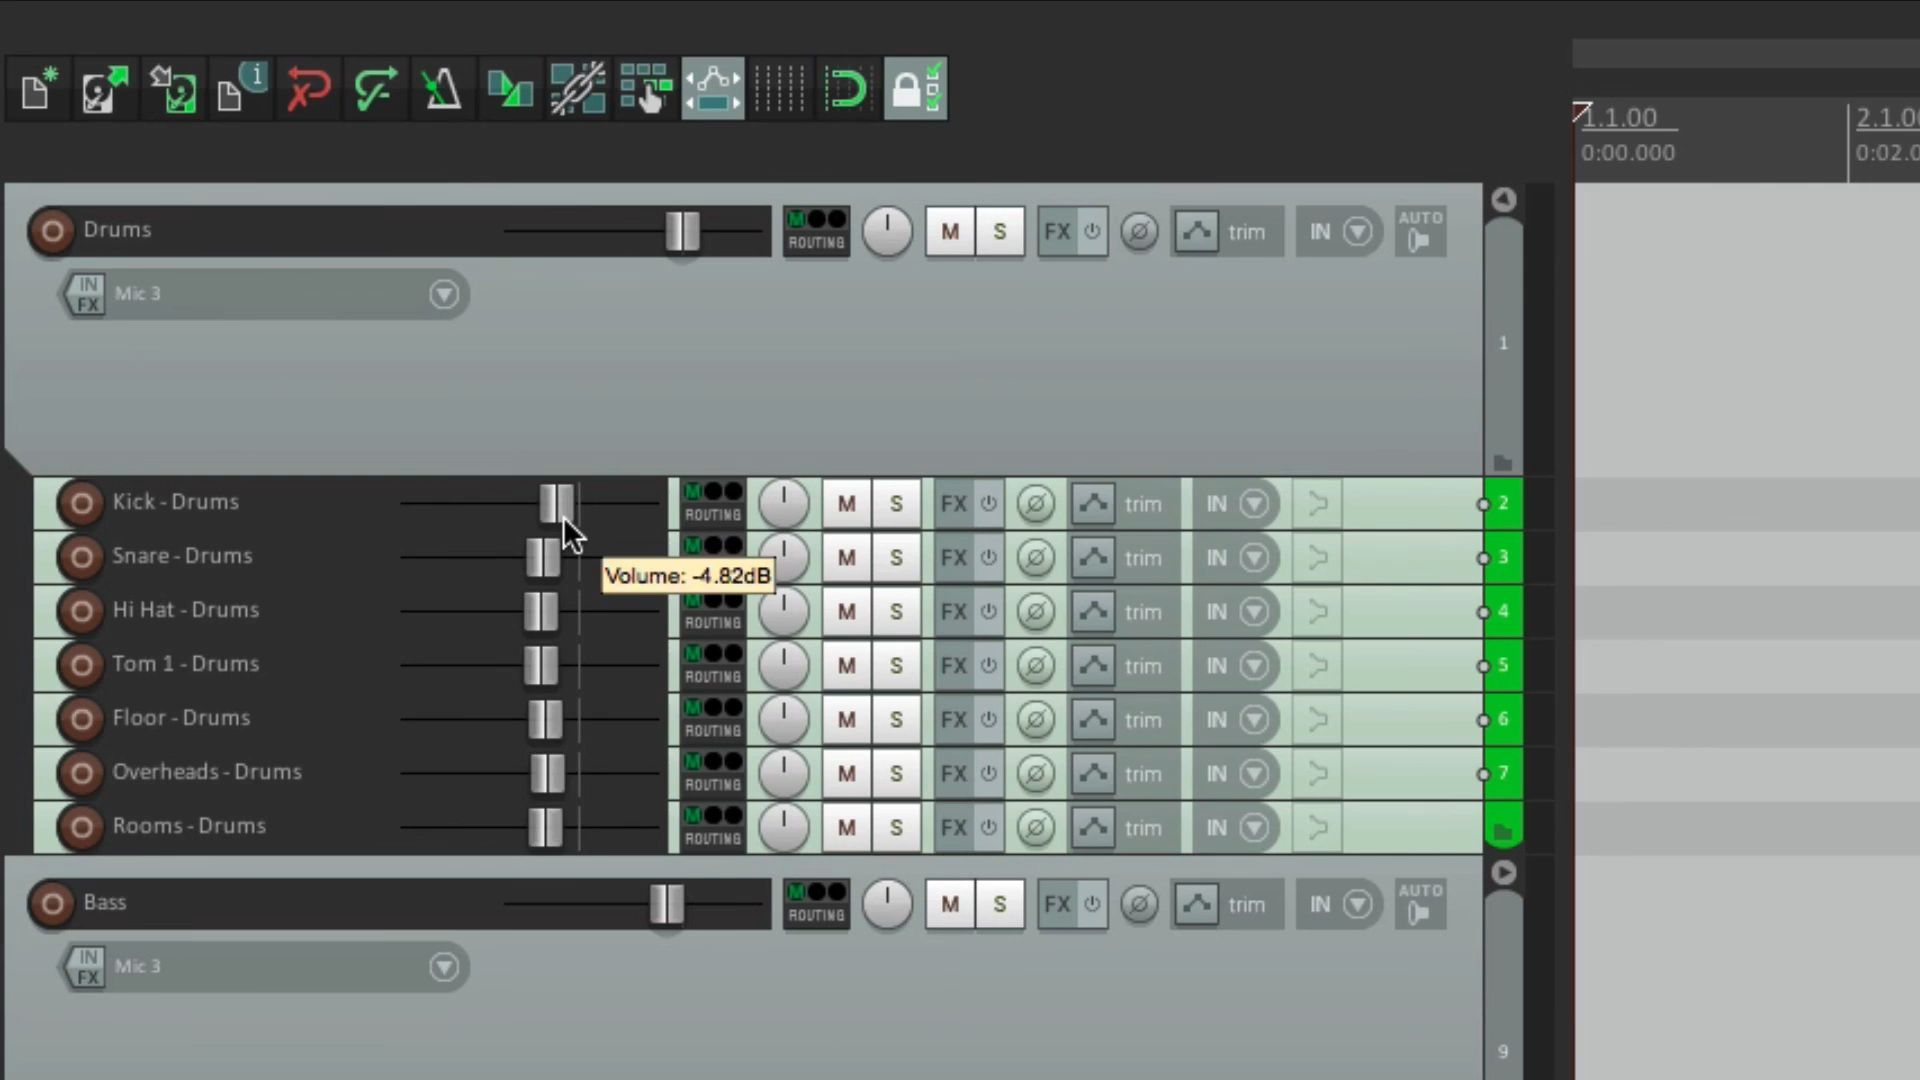 i
1.1.00
2.1.0
0:00.000
0:02.0
Drums
M
ROUTING
M
S
FX
trim
IN
AUTO
IN
FX
Mic 3
1
Kick - Drums
M
ROUTING
M
S
FX
trim
IN
2
Snare - Drums
M
M
S
FX
trim
IN
3
Volume: -4.82dB
Hi Hat - Drums
ROUTING
M
S
FX
trim
IN
4
Tom 1 - Drums
M
ROUTING
M
S
FX
trim
IN
5
Floor - Drums
M
ROUTING
M
S
FX
trim
IN
6
Overheads - Drums
M
ROUTING
M
S
FX
trim
IN
7
Rooms - Drums
M
ROUTING
M
S
FX
trim
IN
Bass
M
ROUTING
M
S
FX
trim
IN
AUTO
IN
FX
Mic 3
9